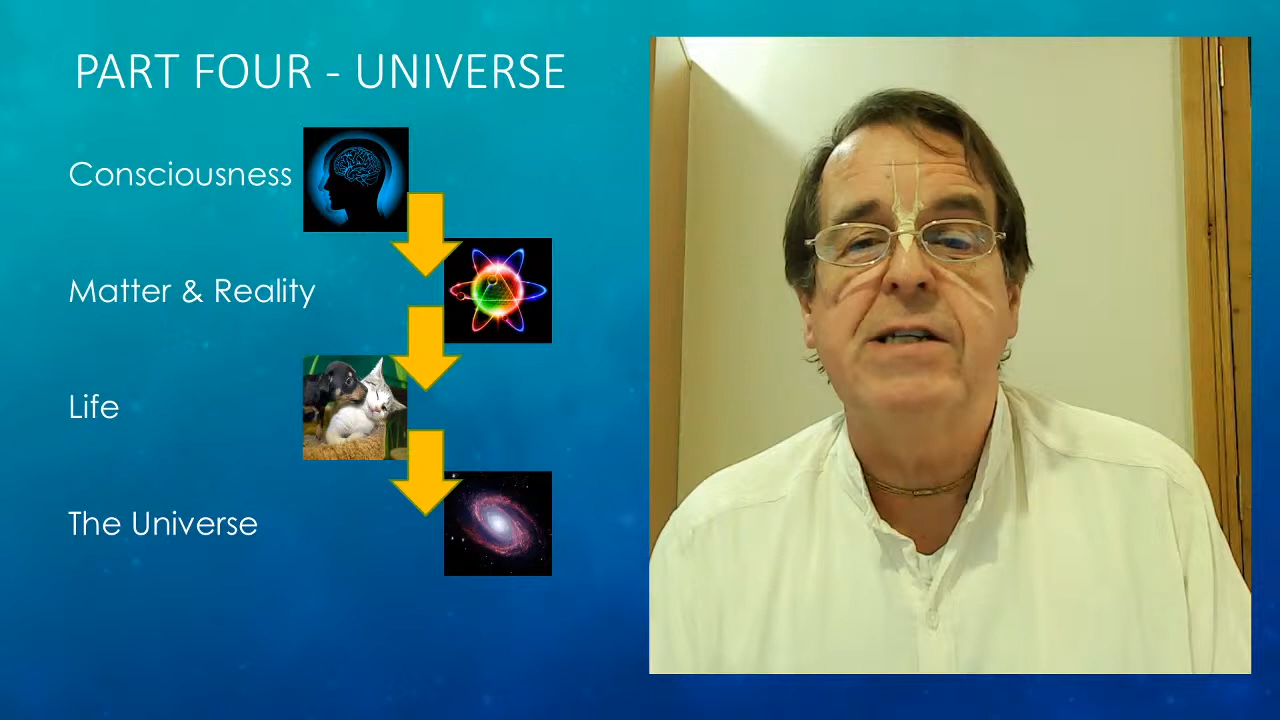 PART FOUR - UNIVERSE
Consciousness
Matter & Reality
Life
The Universe